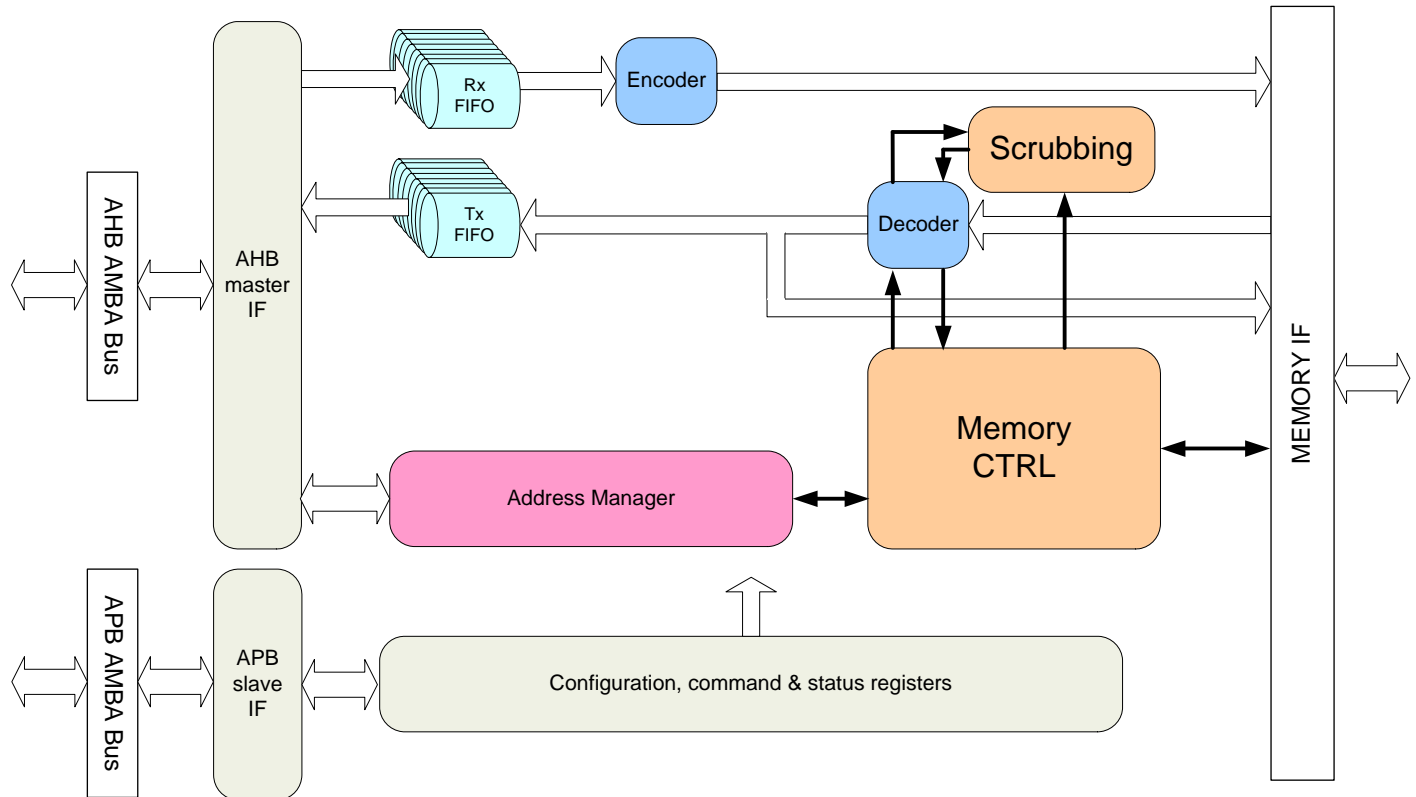 Rx
FIFO
Encoder
Scrubbing
Tx
FIFO
Decoder
AHB AMBA Bus
AHB
master
IF
MEMORY IF
Memory
CTRL
Address Manager
APB AMBA Bus
APB
slave
IF
Configuration, command & status registers